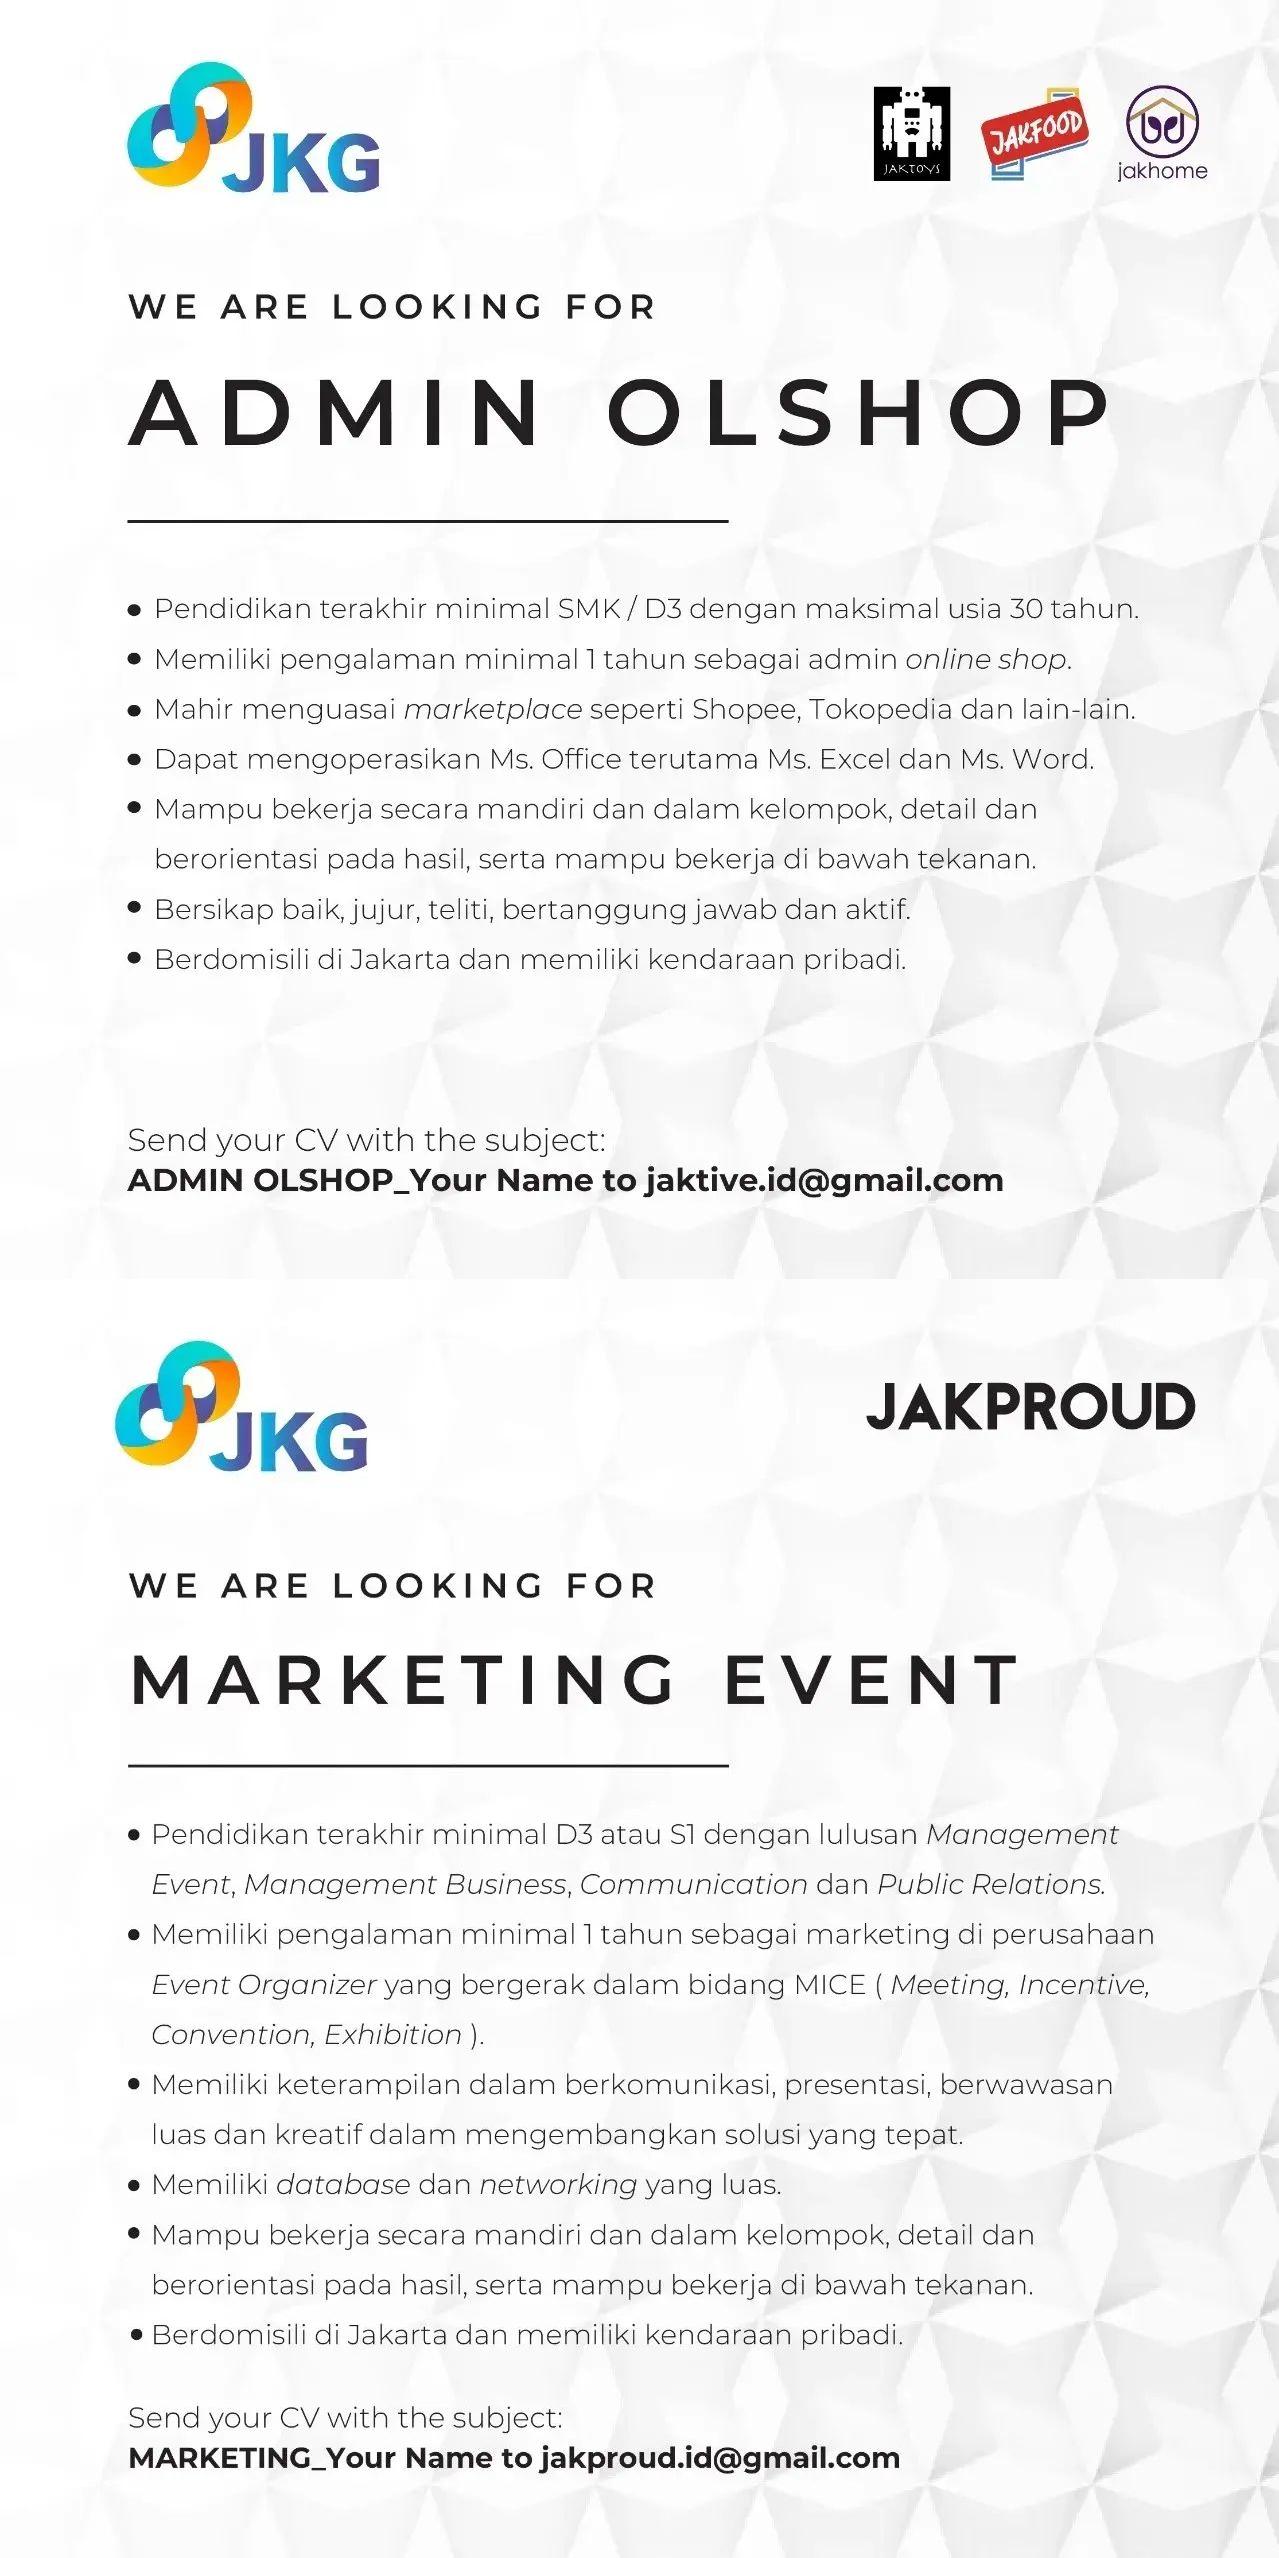 JKG
JAKTOYS
JAKFOOD
jakhome
WE ARE LOOKING FOR
ADMIN OLSHOP
• Pendidikan terakhir minimal SMK / D3 dengan maksimal usia 30 tahun.
• Memiliki pengalaman minimal 1 tahun sebagai admin online shop.
• Mahir menguasai marketplace seperti Shopee, Tokopedia dan lain-lain.
• Dapat mengoperasikan Ms. Office terutama Ms. Excel dan Ms. Word.
• Mampu bekerja secara mandiri dan dalam kelompok, detail dan
berorientasi pada hasil, serta mampu bekerja di bawah tekanan.
• Bersikap baik, jujur, teliti, bertanggung jawab dan aktif.
• Berdomisili di Jakarta dan memiliki kendaraan pribadi.
Send your CV with the subject:
ADMIN OLSHOP_Your Name to jaktive.id@gmail.com
JKG
JAKPROUD
WE ARE LOOKING FOR
MARKETING EVENT
• Pendidikan terakhir minimal D3 atau S1 dengan lulusan Management
Event, Management Business, Communication dan Public Relations.
• Memiliki pengalaman minimal 1 tahun sebagai marketing di perusahaan
Event Organizer yang bergerak dalam bidang MICE ( Meeting, Incentive,
Convention, Exhibition ).
• Memiliki keterampilan dalam berkomunikasi, presentasi, berwawasan
luas dan kreatif dalam mengembangkan solusi yang tepat.
• Memiliki database dan networking yang luas.
• Mampu bekerja secara mandiri dan dalam kelompok, detail dan
berorientasi pada hasil, serta mampu bekerja di bawah tekanan.
• Berdomisili di Jakarta dan memiliki kendaraan pribadi.
Send your CV with the subject:
MARKETING_Your Name to jakproud.id@gmail.com